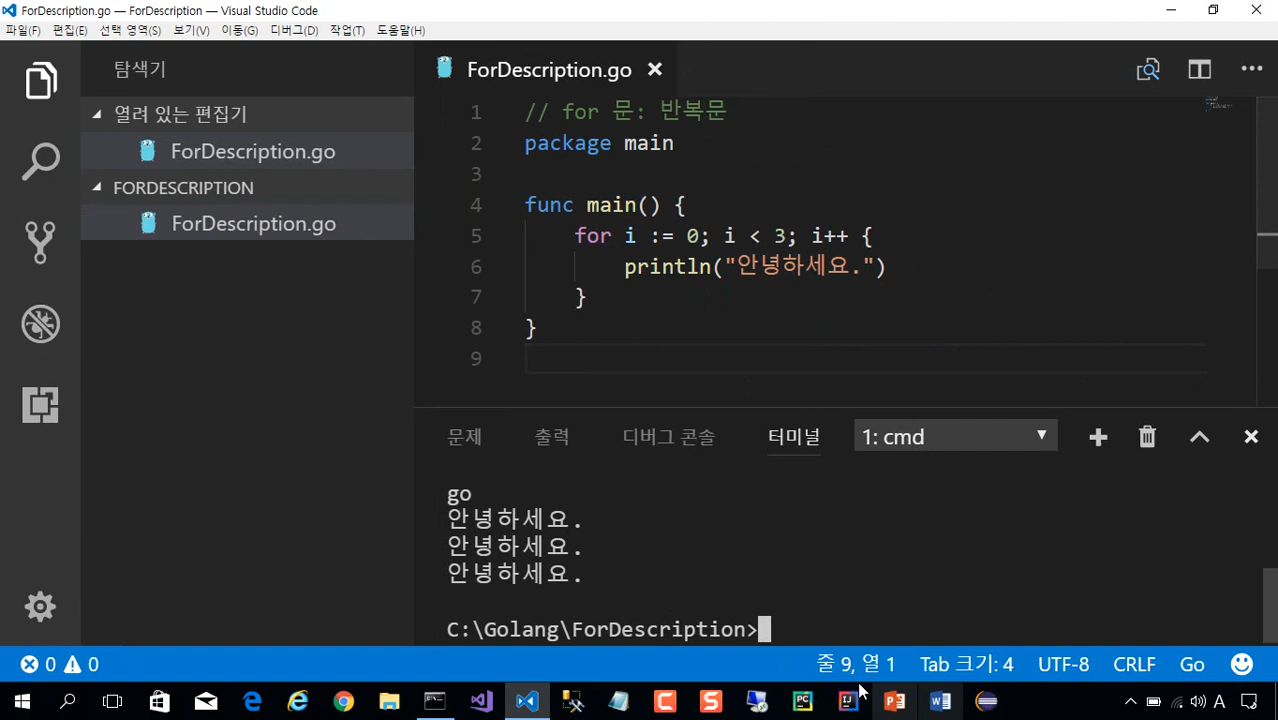 ForDescription.go — ForDescription — Visual Studio Code
파일(F) 편집(E) 선택 영역(S) 보기(V) 이동(G) 디버그(D) 작업(T) 도움말(H)
탐색기
열려 있는 편집기
ForDescription.go
FORDESCRIPTION
ForDescription.go
ForDescription.go
1 // for 문: 반복문
2 package main
3
4 func main() {
5 for i := 0; i < 3; i++ {
6 println("안녕하세요.")
7 }
8 }
9
문제 출력 디버그 콘솔 터미널 1: cmd
go
안녕하세요.
안녕하세요.
안녕하세요.
C:\Golang\ForDescription>
0 0 줄 9, 열 1 Tab 크기: 4 UTF-8 CRLF Go
A